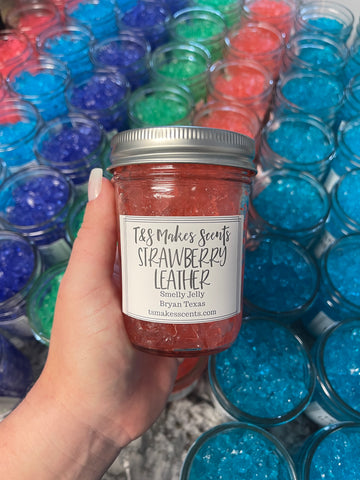 T&S Makes Scents
STRAWBERRY
LEATHER
Smelly Jelly
Bryan Texas
tsmakesscents.com